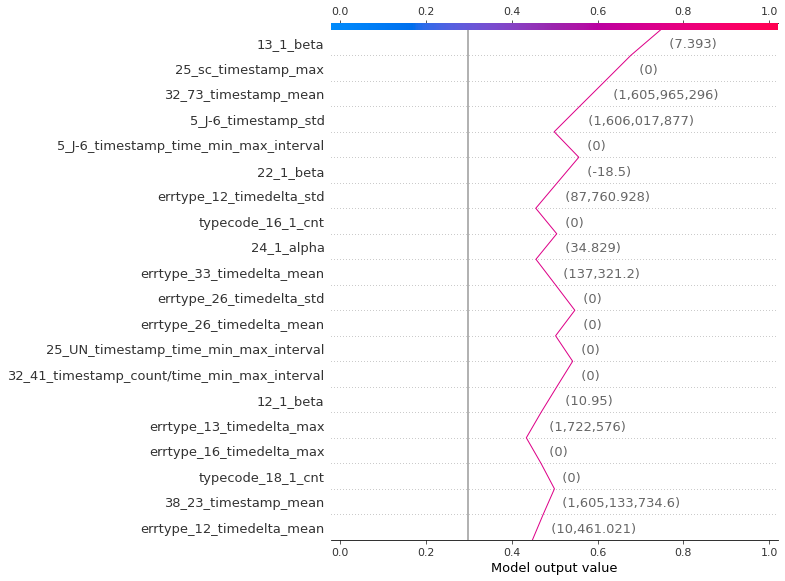 0.0 0.2 0.4 0.6 0.8 1.0
13_1_beta (7.393)
25_sc_timestamp_max (0)
32_73_timestamp_mean (1,605,965,296)
5_J-6_timestamp_std (1,606,017,877)
5_J-6_timestamp_time_min_max_interval (0)
22_1_beta (-18.5)
errtype_12_timedelta_std (87,760.928)
typecode_16_1_cnt (0)
24_1_alpha (34.829)
errtype_33_timedelta_mean (137,321.2)
errtype_26_timedelta_std (0)
errtype_26_timedelta_mean (0)
25_UN_timestamp_time_min_max_interval (0)
32_41_timestamp_count/time_min_max_interval (0)
12_1_beta (10.95)
errtype_13_timedelta_max (1,722,576)
errtype_16_timedelta_max (0)
typecode_18_1_cnt (0)
38_23_timestamp_mean (1,605,133,734.6)
errtype_12_timedelta_mean (10,461.021)
0.0 0.2 0.4 0.6 0.8 1.0
Model output value